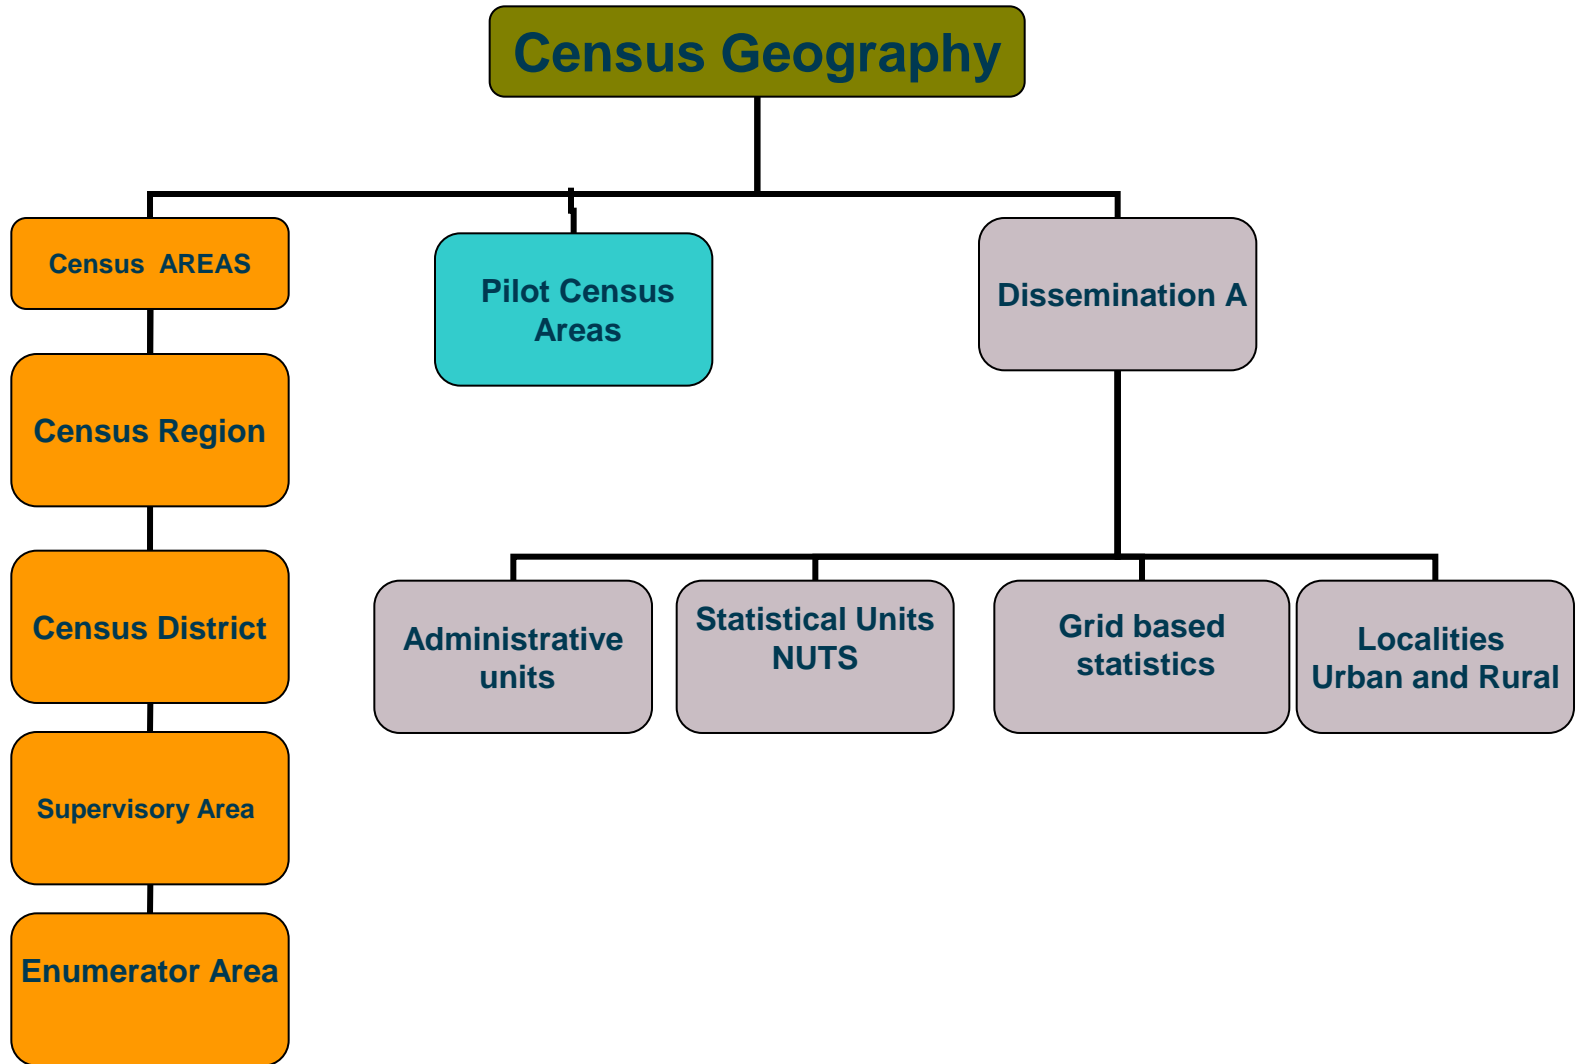 Census Geography
Census AREAS
Pilot Census
Areas
Dissemination A
Census Region
Census District
Supervisory Area
Enumerator Area
Administrative
units
Statistical Units
NUTS
Grid based
statistics
Localities
Urban and Rural